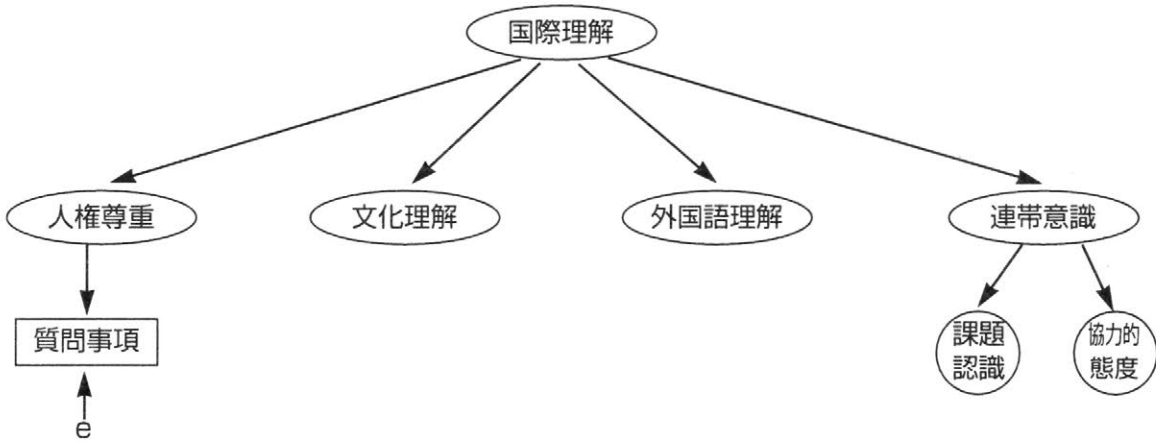 国際理解
人権尊重
文化理解
外国語理解
連帯意識
質問事項
課題
認識
協力的
態度
e